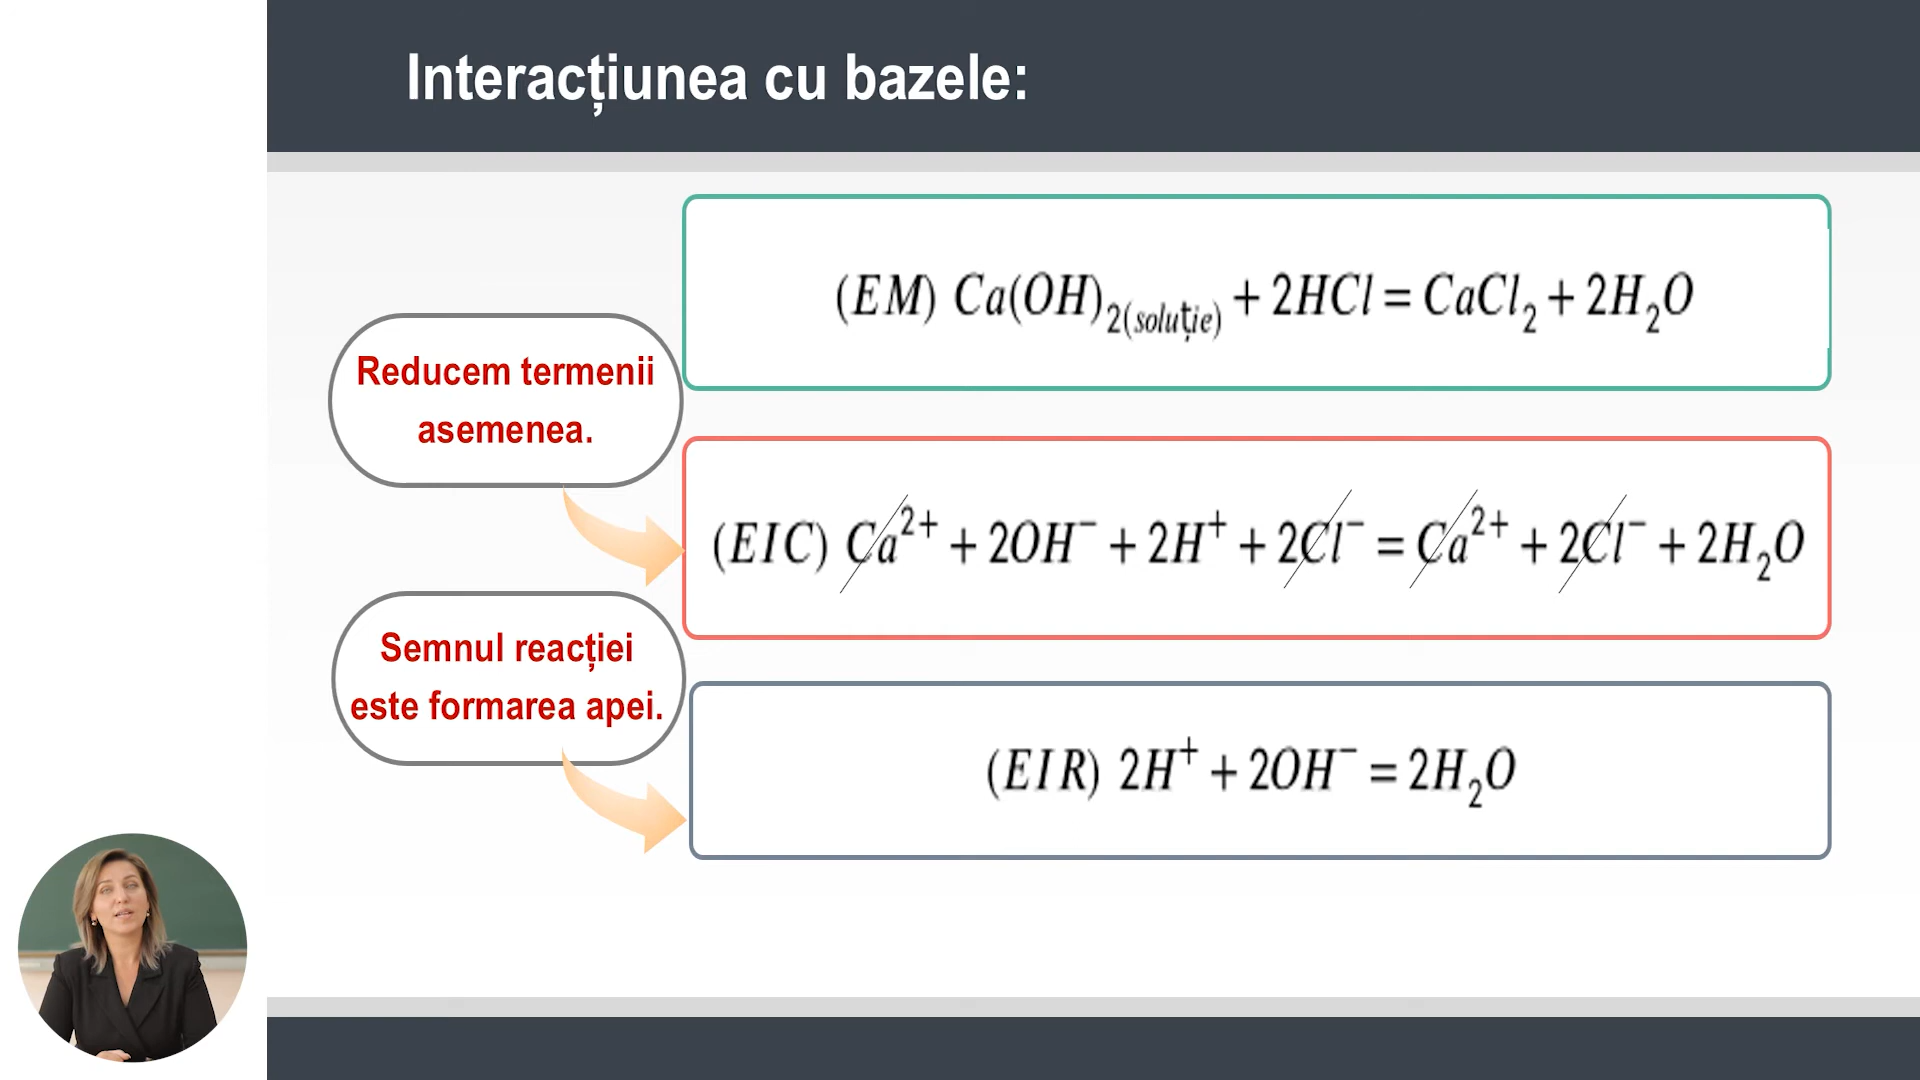 Interacțiunea cu bazele:
(EM) Ca(OH)₂(soluție) + 2HCl = CaCl₂ + 2H₂O
Reducem termenii
asemenea.
(EIC) Ca²⁺ + 2OH⁻ + 2H⁺ + 2Cl⁻ = Ca²⁺ + 2Cl⁻ + 2H₂O
Semnul reacției
este formarea apei.
(EIR) 2H⁺ + 2OH⁻ = 2H₂O